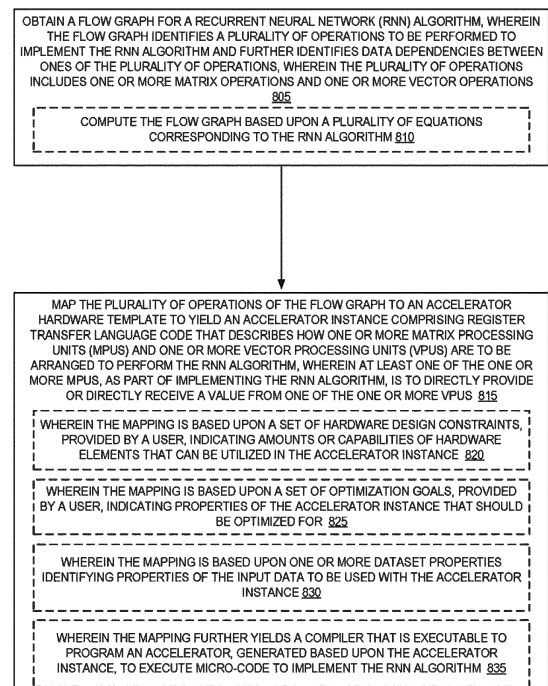 OBTAIN A FLOW GRAPH FOR A RECURRENT NEURAL NETWORK (RNN) ALGORITHM, WHEREIN
THE FLOW GRAPH IDENTIFIES A PLURALITY OF OPERATIONS TO BE PERFORMED TO
IMPLEMENT THE RNN ALGORITHM AND FURTHER IDENTIFIES DATA DEPENDENCIES BETWEEN
ONES OF THE PLURALITY OF OPERATIONS, WHEREIN THE PLURALITY OF OPERATIONS
INCLUDES ONE OR MORE MATRIX OPERATIONS AND ONE OR MORE VECTOR OPERATIONS
805
COMPUTE THE FLOW GRAPH BASED UPON A PLURALITY OF EQUATIONS
CORRESPONDING TO THE RNN ALGORITHM 810
MAP THE PLURALITY OF OPERATIONS OF THE FLOW GRAPH TO AN ACCELERATOR
HARDWARE TEMPLATE TO YIELD AN ACCELERATOR INSTANCE COMPRISING REGISTER
TRANSFER LANGUAGE CODE THAT DESCRIBES HOW ONE OR MORE MATRIX PROCESSING
UNITS (MPUS) AND ONE OR MORE VECTOR PROCESSING UNITS (VPUS) ARE TO BE
ARRANGED TO PERFORM THE RNN ALGORITHM, WHEREIN AT LEAST ONE OF THE ONE OR
MORE MPUS, AS PART OF IMPLEMENTING THE RNN ALGORITHM, IS TO DIRECTLY PROVIDE
OR DIRECTLY RECEIVE A VALUE FROM ONE OF THE ONE OR MORE VPUS 815
WHEREIN THE MAPPING IS BASED UPON A SET OF HARDWARE DESIGN CONSTRAINTS,
PROVIDED BY A USER, INDICATING AMOUNTS OR CAPABILITIES OF HARDWARE
ELEMENTS THAT CAN BE UTILIZED IN THE ACCELERATOR INSTANCE 820
WHEREIN THE MAPPING IS BASED UPON A SET OF OPTIMIZATION GOALS, PROVIDED
BY A USER, INDICATING PROPERTIES OF THE ACCELERATOR INSTANCE THAT SHOULD
BE OPTIMIZED FOR 825
WHEREIN THE MAPPING IS BASED UPON ONE OR MORE DATASET PROPERTIES
IDENTIFYING PROPERTIES OF THE INPUT DATA TO BE USED WITH THE ACCELERATOR
INSTANCE 830
WHEREIN THE MAPPING FURTHER YIELDS A COMPILER THAT IS EXECUTABLE TO
PROGRAM AN ACCELERATOR, GENERATED BASED UPON THE ACCELERATOR
INSTANCE, TO EXECUTE MICRO-CODE TO IMPLEMENT THE RNN ALGORITHM 835